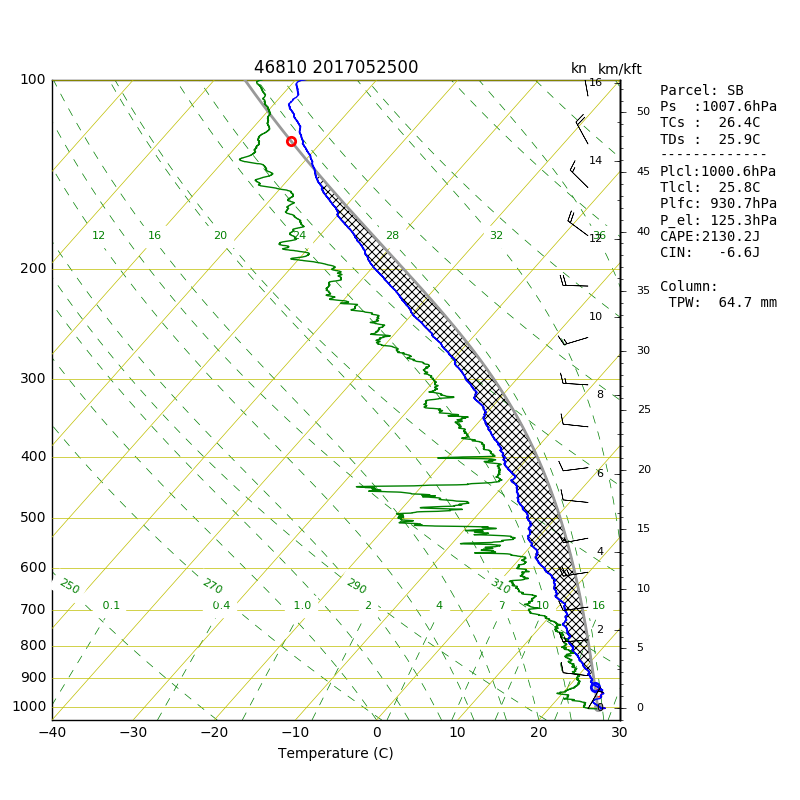 46810 2017052500
kn km/kft
Parcel: SB
Ps :1007.6hPa
TCs : 26.4C
TDs : 25.9C
-------------
Plcl:1000.6hPa
Tlcl: 25.8C
Plfc: 930.7hPa
P_el: 125.3hPa
CAPE:2130.2J
CIN: -6.6J
Column:
TPW: 64.7 mm
100
200
300
400
500
600
700
800
900
1000
16
14
12
10
8
6
4
2
0
50
45
40
35
30
25
20
15
10
5
0
12 16 20 24 28 32 36
250 270 290 310
0.1 0.4 1.0 2 4 7 10 16
−40 −30 −20 −10 0 10 20 30
Temperature (C)